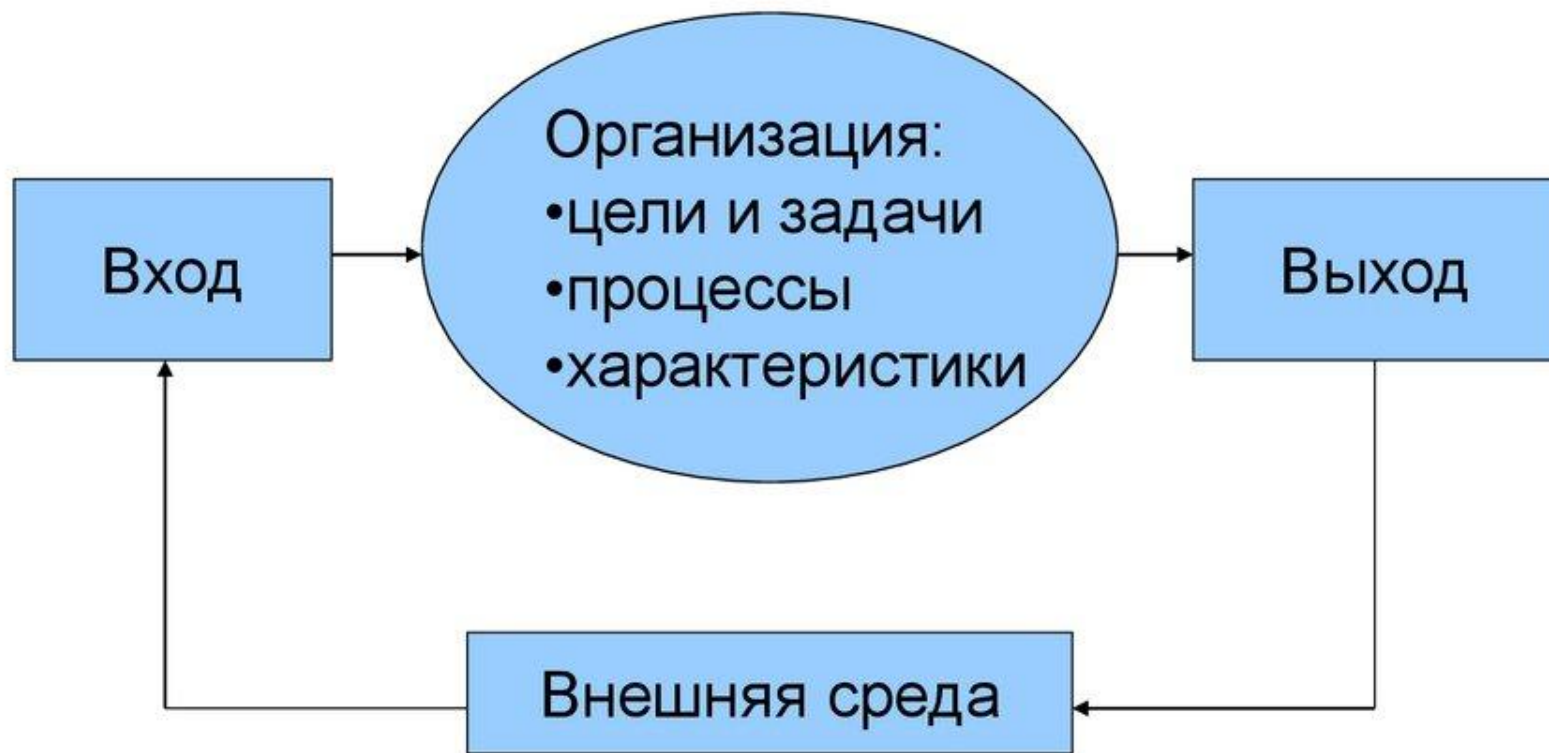 Организация:
•цели и задачи
•процессы
•характеристики
Вход
Выход
Внешняя среда